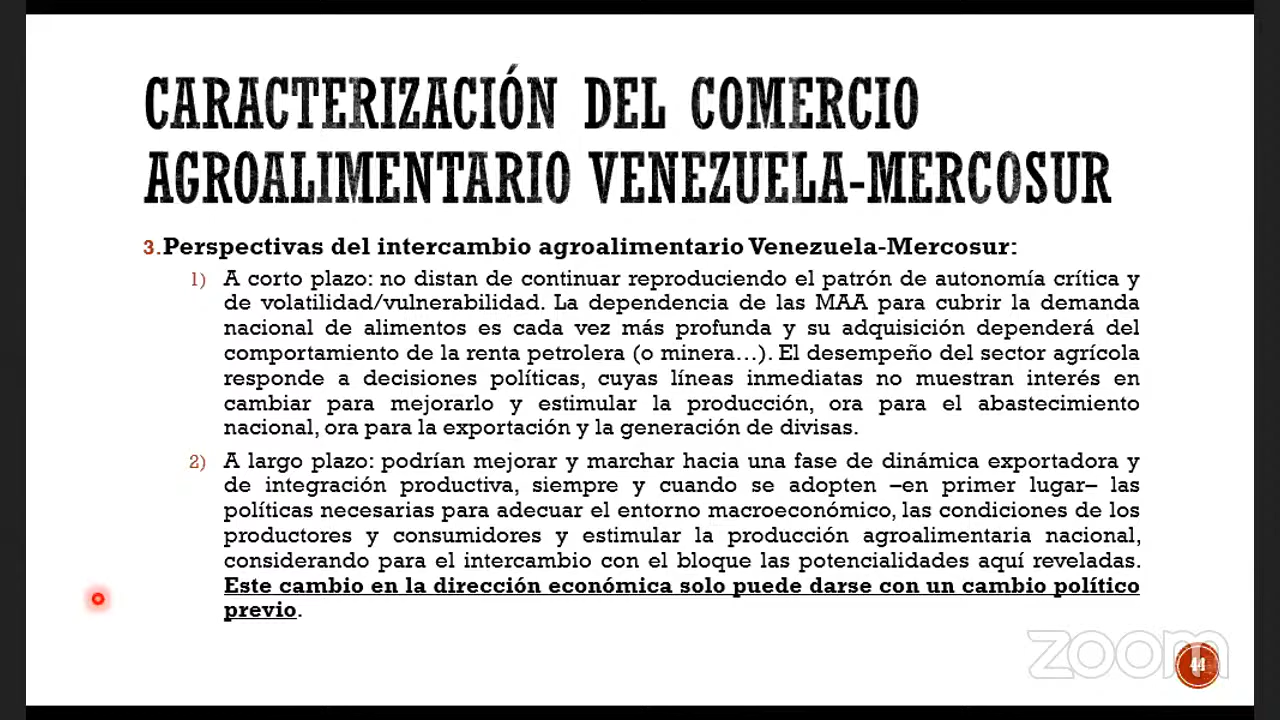 CARACTERIZACIÓN DEL COMERCIO
AGROALIMENTARIO VENEZUELA-MERCOSUR
3.Perspectivas del intercambio agroalimentario Venezuela-Mercosur:
1) A corto plazo: no distan de continuar reproduciendo el patrón de autonomía crítica y
de volatilidad/vulnerabilidad. La dependencia de las MAA para cubrir la demanda
nacional de alimentos es cada vez más profunda y su adquisición dependerá del
comportamiento de la renta petrolera (o minera...). El desempeño del sector agrícola
responde a decisiones políticas, cuyas líneas inmediatas no muestran interés en
cambiar para mejorarlo y estimular la producción, ora para el abastecimiento
nacional, ora para la exportación y la generación de divisas.
2) A largo plazo: podrían mejorar y marchar hacia una fase de dinámica exportadora y
de integración productiva, siempre y cuando se adopten –en primer lugar– las
políticas necesarias para adecuar el entorno macroeconómico, las condiciones de los
productores y consumidores y estimular la producción agroalimentaria nacional,
considerando para el intercambio con el bloque las potencialidades aquí reveladas.
Este cambio en la dirección económica solo puede darse con un cambio político
previo.
zoom
44